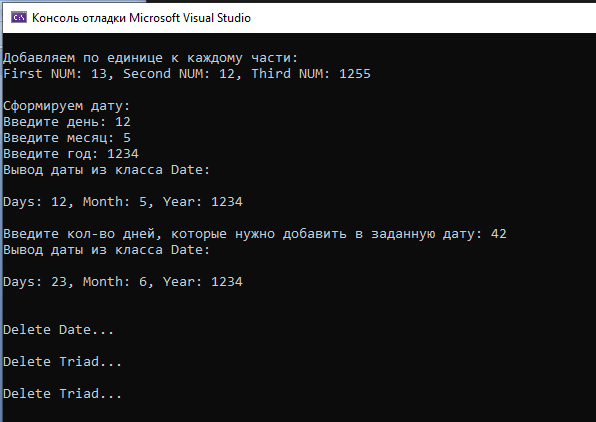 Консоль отладки Microsoft Visual Studio
Добавляем по единице к каждому части:
First NUM: 13, Second NUM: 12, Third NUM: 1255
Сформируем дату:
Введите день: 12
Введите месяц: 5
Введите год: 1234
Вывод даты из класса Date:
Days: 12, Month: 5, Year: 1234
Введите кол-во дней, которые нужно добавить в заданную дату: 42
Вывод даты из класса Date:
Days: 23, Month: 6, Year: 1234
Delete Date...
Delete Triad...
Delete Triad...